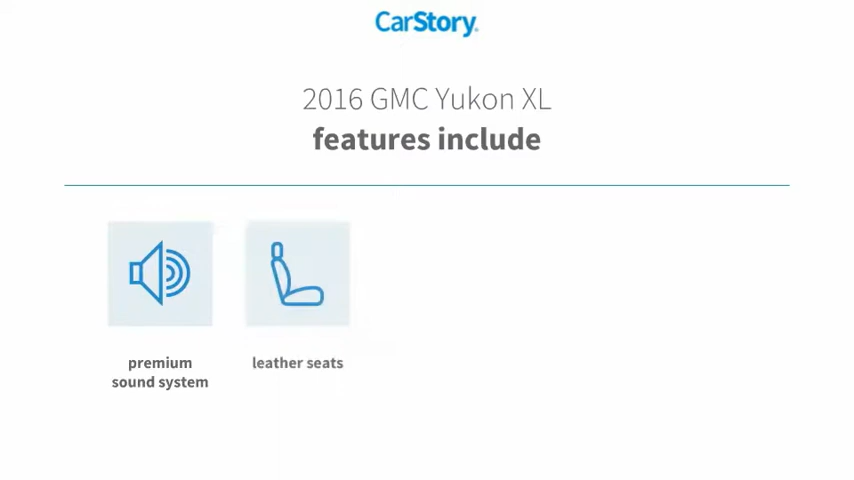 CarStory.
2016 GMC Yukon XL
features include
premium
sound system
leather seats